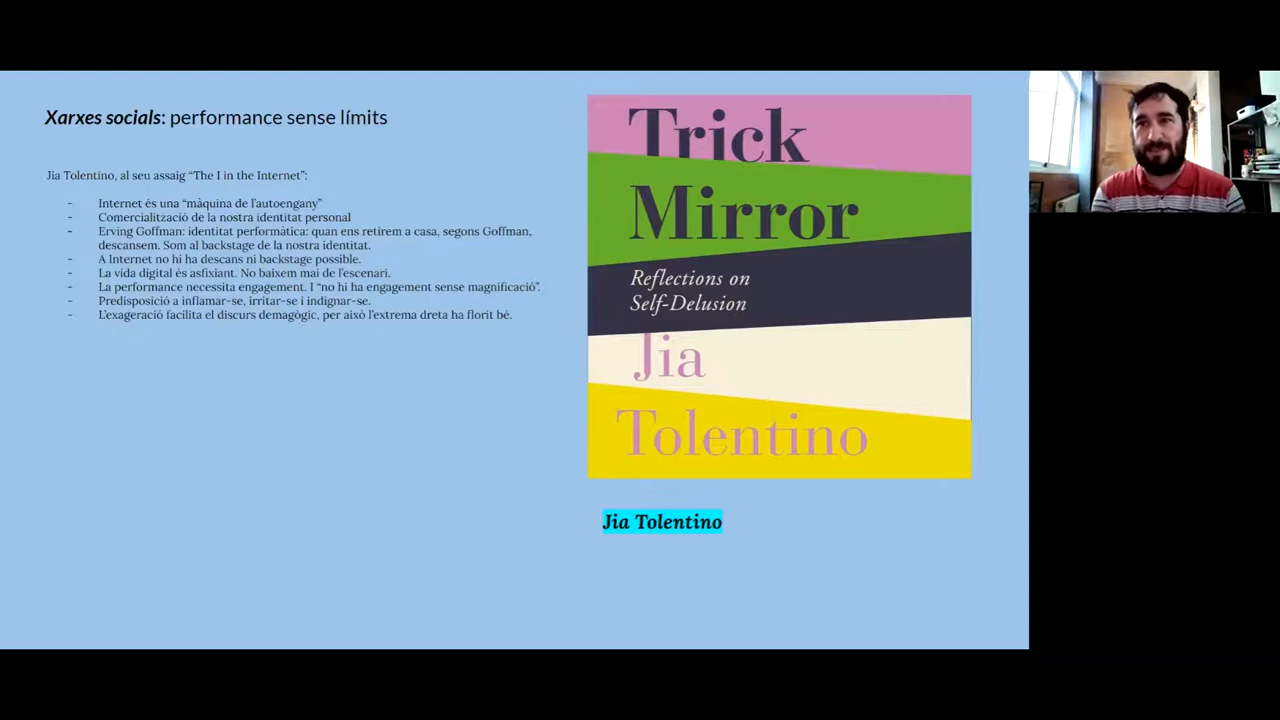 Xarxes socials: performance sense límits
Jia Tolentino, al seu assaig “The I in the Internet”:
- Internet és una “màquina de l’autoengany”
- Comercialització de la nostra identitat personal
- Erving Goffman: identitat performàtica: quan ens retirem a casa, segons Goffman,
descansem. Som al backstage de la nostra identitat.
- A Internet no hi ha descans ni backstage possible.
- La vida digital és asfixiant. No baixem mai de l’escenari.
- La performance necessita engagement. I “no hi ha engagement sense magnificació”.
- Predisposició a inflamar-se, irritar-se i indignar-se.
- L’exageració facilita el discurs demagògic, per això l’extrema dreta ha florit bé.
Trick
Mirror
Reflections on
Self-Delusion
Jia
Tolentino
Jia Tolentino